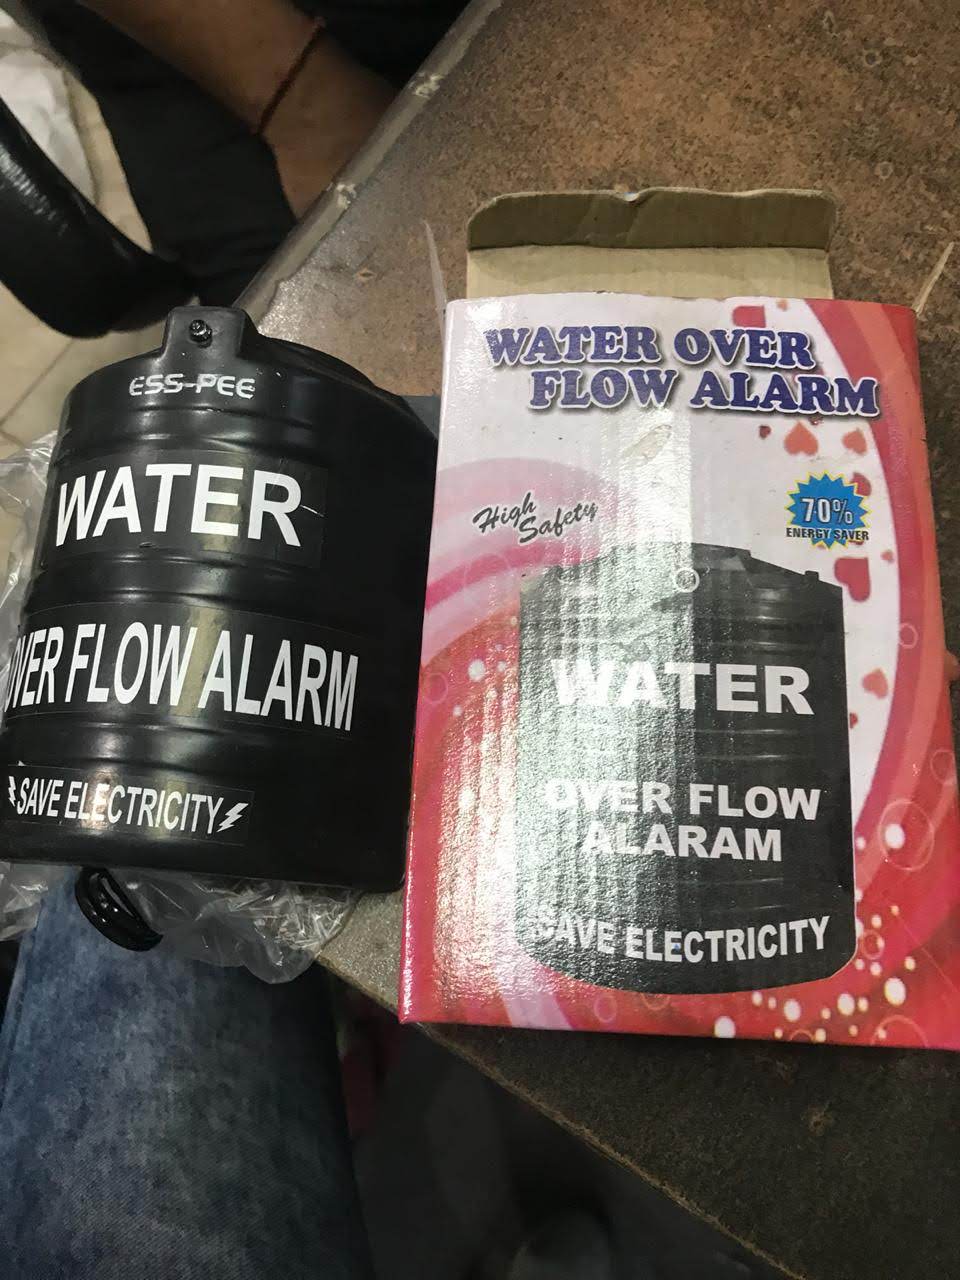 ESS-PEE
WATER
OVER FLOW ALARM
SAVE ELECTRICITY
WATER OVER
FLOW ALARM
High
Safety
70%
ENERGY SAVER
WATER
OVER FLOW
ALARAM
SAVE ELECTRICITY